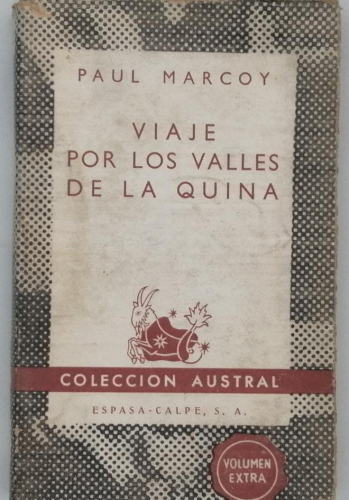 PAUL MARCOY
VIAJE
POR LOS VALLES
DE LA QUINA
COLECCION AUSTRAL
ESPASA-CALPE, S. A.
VOLUMEN
EXTRA